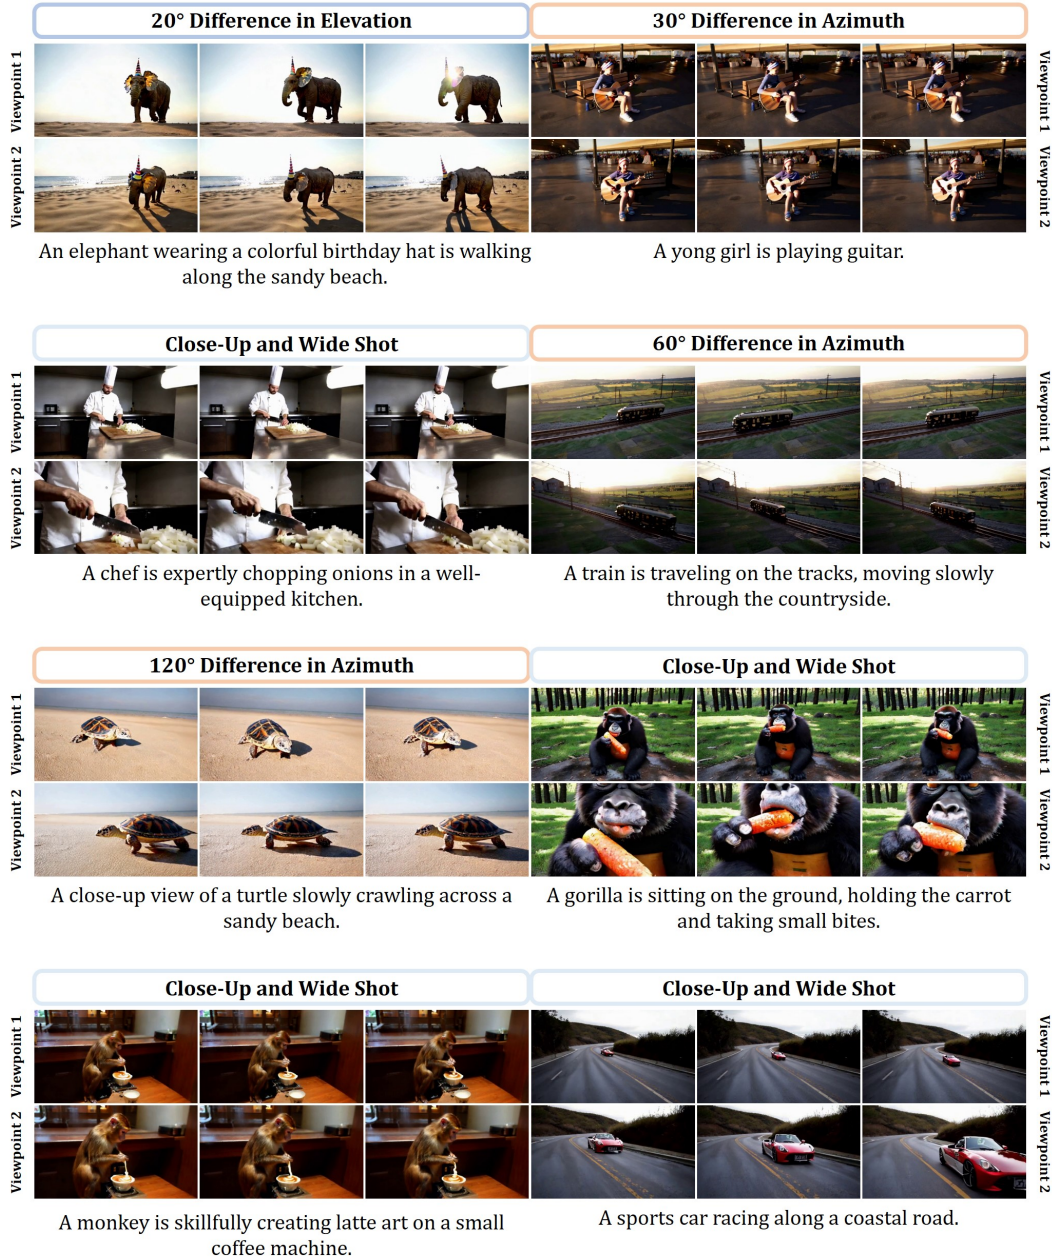 20° Difference in Elevation
30° Difference in Azimuth
Viewpoint 1
Viewpoint 2
Viewpoint 1
Viewpoint 2
An elephant wearing a colorful birthday hat is walking
along the sandy beach.
A yong girl is playing guitar.
Close-Up and Wide Shot
60° Difference in Azimuth
Viewpoint 1
Viewpoint 2
Viewpoint 1
Viewpoint 2
A chef is expertly chopping onions in a well-
equipped kitchen.
A train is traveling on the tracks, moving slowly
through the countryside.
120° Difference in Azimuth
Close-Up and Wide Shot
Viewpoint 1
Viewpoint 2
Viewpoint 1
Viewpoint 2
A close-up view of a turtle slowly crawling across a
sandy beach.
A gorilla is sitting on the ground, holding the carrot
and taking small bites.
Close-Up and Wide Shot
Close-Up and Wide Shot
Viewpoint 1
Viewpoint 2
Viewpoint 1
Viewpoint 2
A monkey is skillfully creating latte art on a small
coffee machine.
A sports car racing along a coastal road.